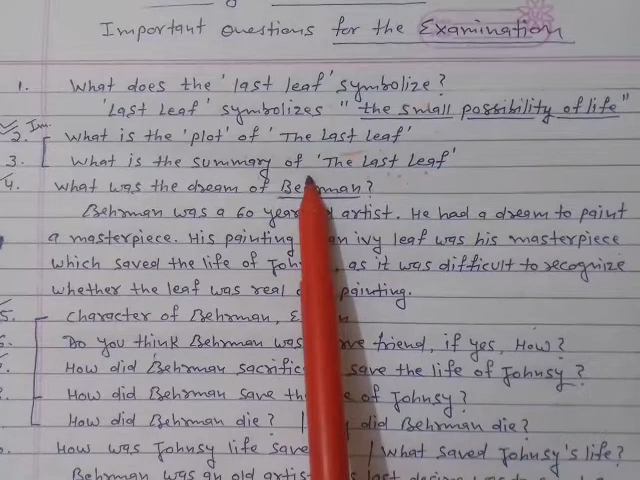 Important Questions for the Examination
1. What does the 'last leaf' symbolize?
'Last Leaf' symbolizes "the small possibility of life"
Im.
2. What is the 'plot' of 'The Last Leaf'
3. What is the summary of 'The Last Leaf'
4. What was the dream of Behrman?
Behrman was a 60 year artist. He had a dream to paint
a masterpiece. His painting an ivy leaf was his masterpiece
which saved the life of Joh , as it was difficult to recognize
whether the leaf was real painting.
5. Character of Behrman,
6. Do you think Behrman was friend, if yes, How?
How did Behrman save the life of Johnsy?
How did Behrman save the of Johnsy?
How did Behrman die? | did Behrman die?
How was Johnsy life save | What saved Johnsy's life?
Behrman was an old artist